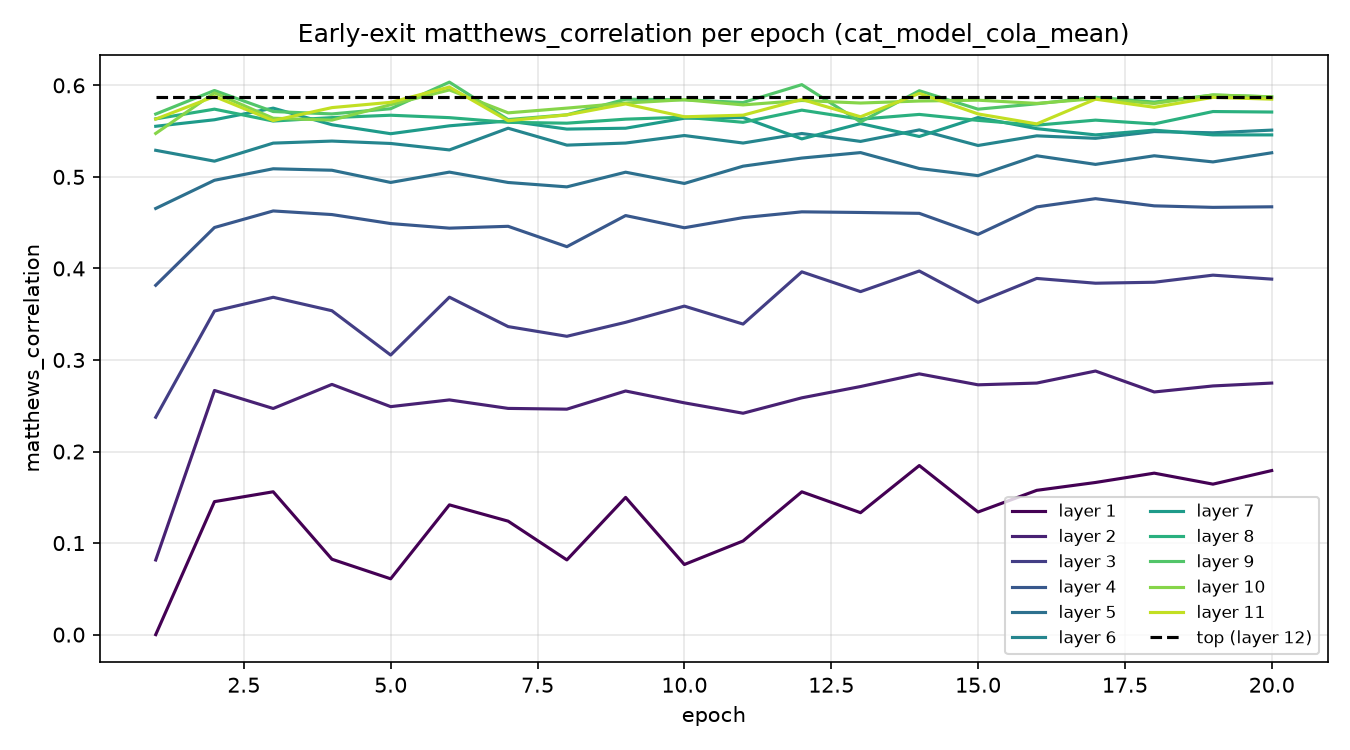 Early-exit matthews_correlation per epoch (cat_model_cola_mean)
0.6
0.5
0.4
0.3
0.2
0.1
0.0
matthews_correlation
2.5 5.0 7.5 10.0 12.5 15.0 17.5 20.0
epoch
layer 1
layer 2
layer 3
layer 4
layer 5
layer 6
layer 7
layer 8
layer 9
layer 10
layer 11
top (layer 12)